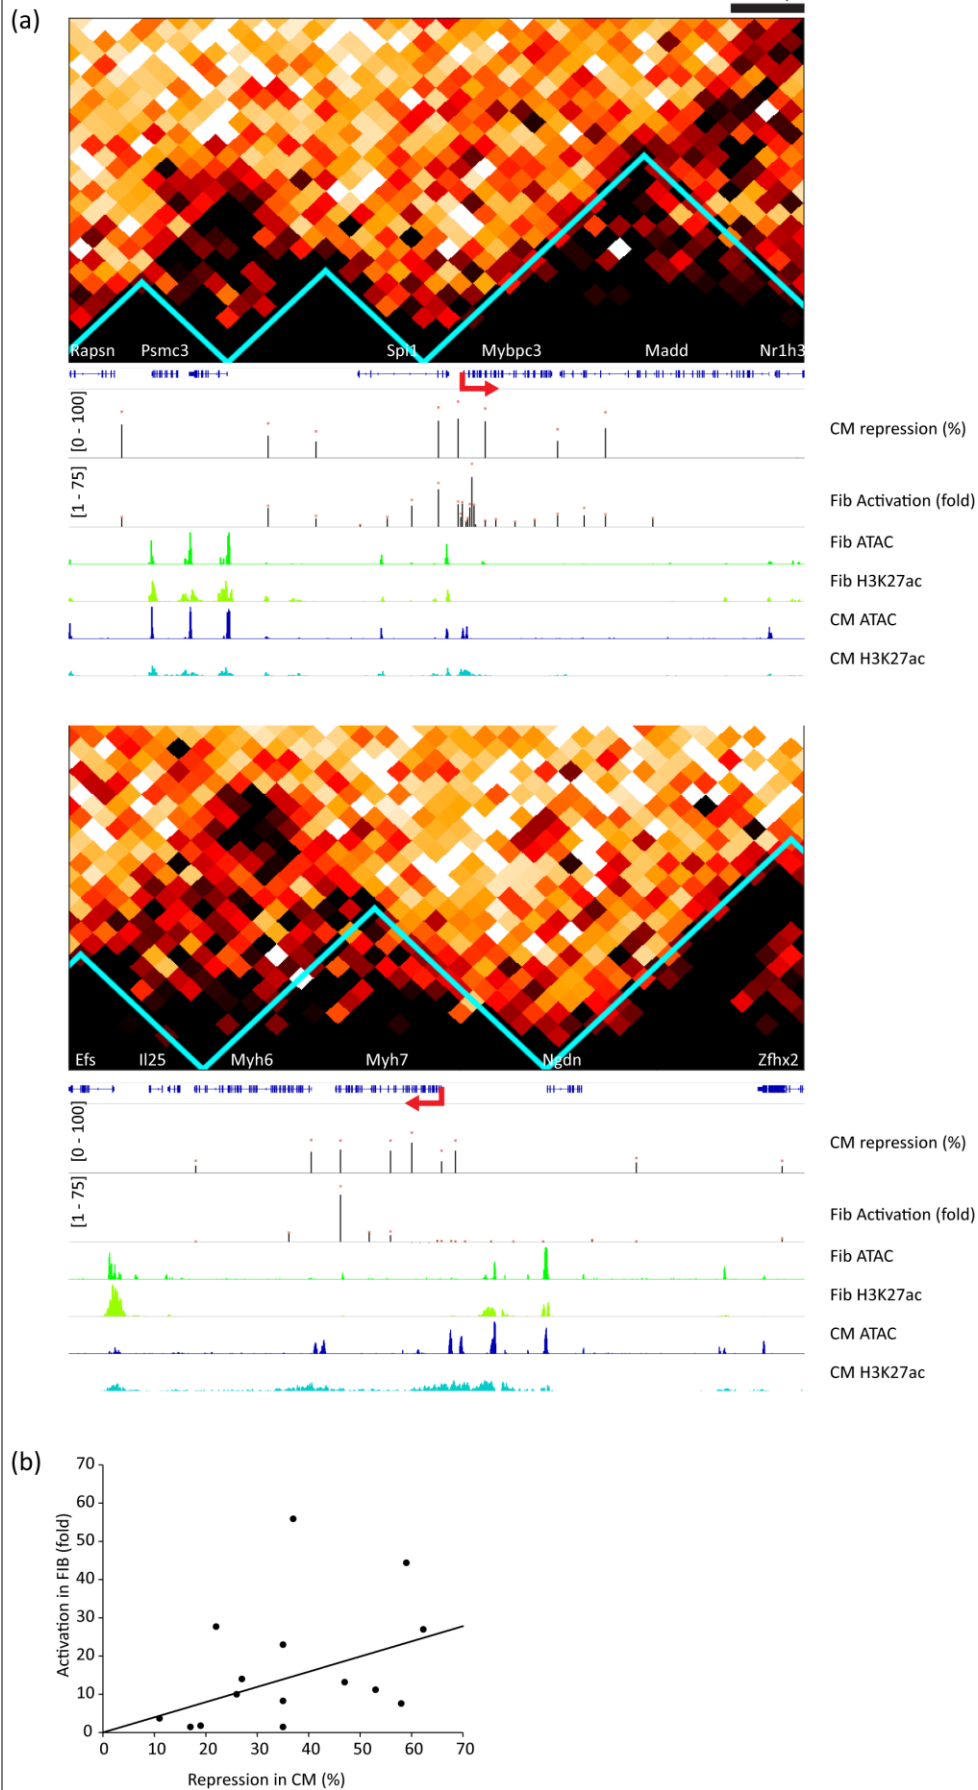 (a)
Rapsn Psmc3 Spi1 Mybpc3 Madd Nr1h3
[0 - 100]
CM repression (%)
[1 - 75]
Fib Activation (fold)
Fib ATAC
Fib H3K27ac
CM ATAC
CM H3K27ac
Efs Il25 Myh6 Myh7 Ngdn Zfhx2
[0 - 100]
CM repression (%)
[1 - 75]
Fib Activation (fold)
Fib ATAC
Fib H3K27ac
CM ATAC
CM H3K27ac
(b)
Activation in FIB (fold)
70
60
50
40
30
20
10
0
0 10 20 30 40 50 60 70
Repression in CM (%)